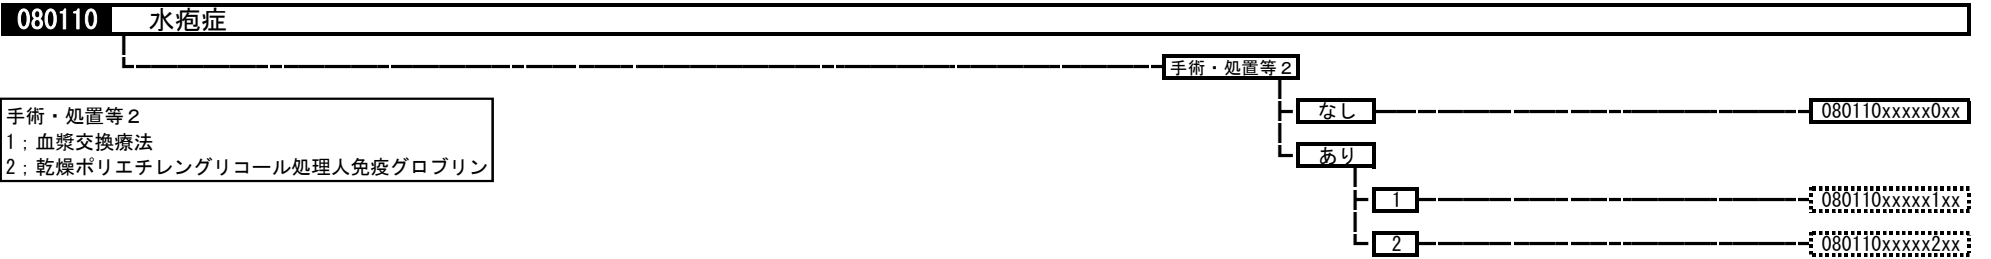 080110 水疱症
手術・処置等２
手術・処置等２
1；血漿交換療法
2；乾燥ポリエチレングリコール処理人免疫グロブリン
なし 080110xxxxx0xx
あり
1 080110xxxxx1xx
2 080110xxxxx2xx